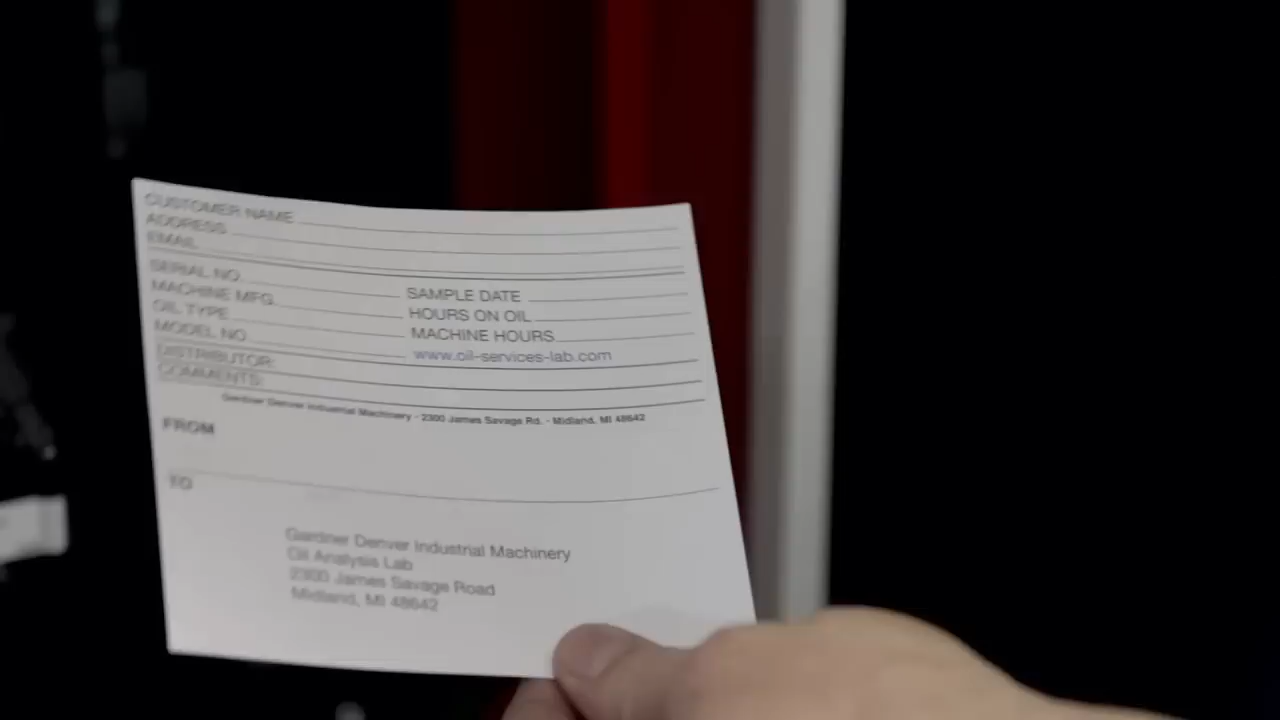 CUSTOMER NAME
ADDRESS
EMAIL
SERIAL NO. SAMPLE DATE
MACHINE MFG. HOURS ON OIL
OIL TYPE MACHINE HOURS
MODEL NO. www.oil-services-lab.com
DISTRIBUTOR:
COMMENTS:
Gardner Denver Industrial Machinery - 2300 James Savage Rd. - Midland, MI 48642
FROM
TO
Gardner Denver Industrial Machinery
Oil Analysis Lab
2300 James Savage Road
Midland, MI 48642